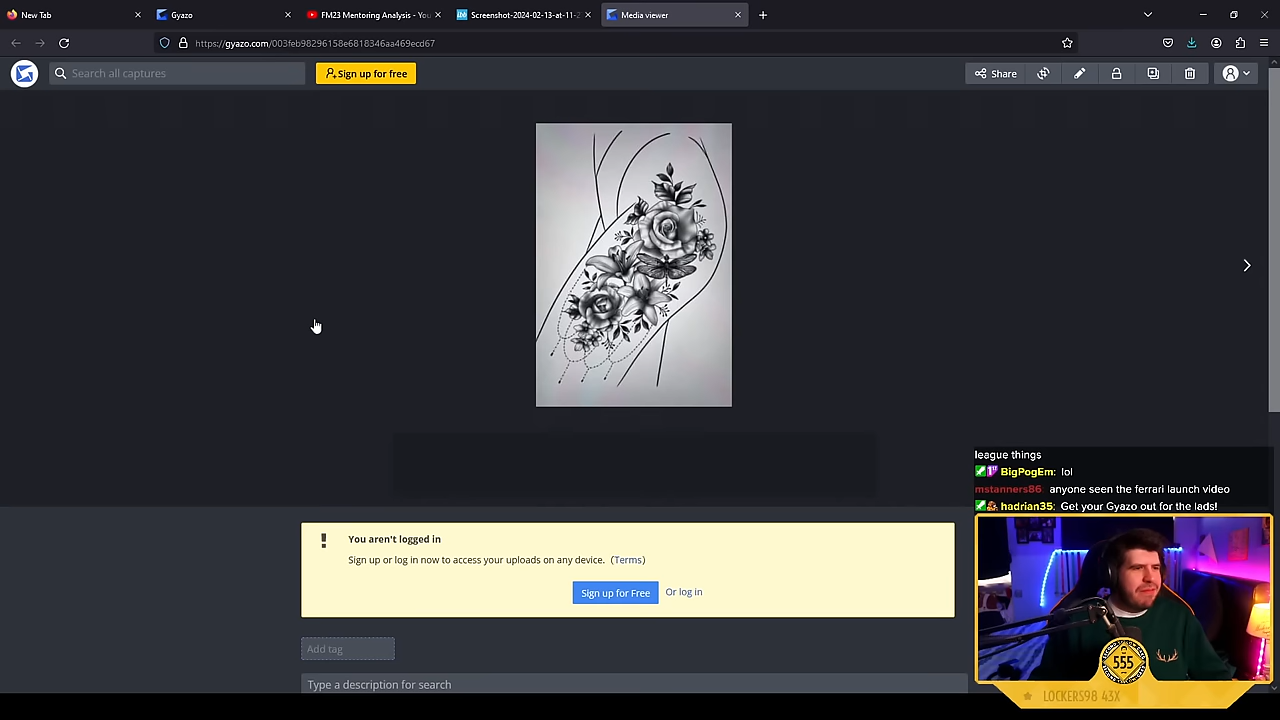 New Tab
Gyazo
FM23 Mentoring Analysis - You
Screenshot-2024-02-13-at-11-2
Media viewer
https://gyazo.com/003feb98296158e6818346aa469ecd67
Search all captures
Sign up for free
Share
league things
BigPogEm: lol
mstanners86 anyone seen the ferrari launch video
hadrian35: Get your Gyazo out for the lads!
You aren't logged in
Sign up or log in now to access your uploads on any device. (Terms)
Sign up for Free
Or log in
Add tag
Type a description for search
555
LOCKERS98 43X